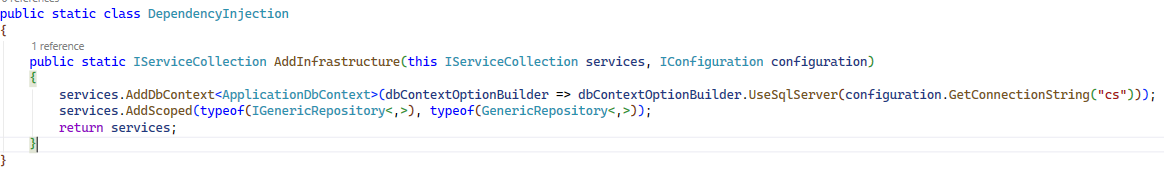 0 references
public static class DependencyInjection
{
1 reference
public static IServiceCollection AddInfrastructure(this IServiceCollection services, IConfiguration configuration)
{
services.AddDbContext<ApplicationDbContext>(dbContextOptionBuilder => dbContextOptionBuilder.UseSqlServer(configuration.GetConnectionString("cs")));
services.AddScoped(typeof(IGenericRepository<,>), typeof(GenericRepository<,>));
return services;
}
}